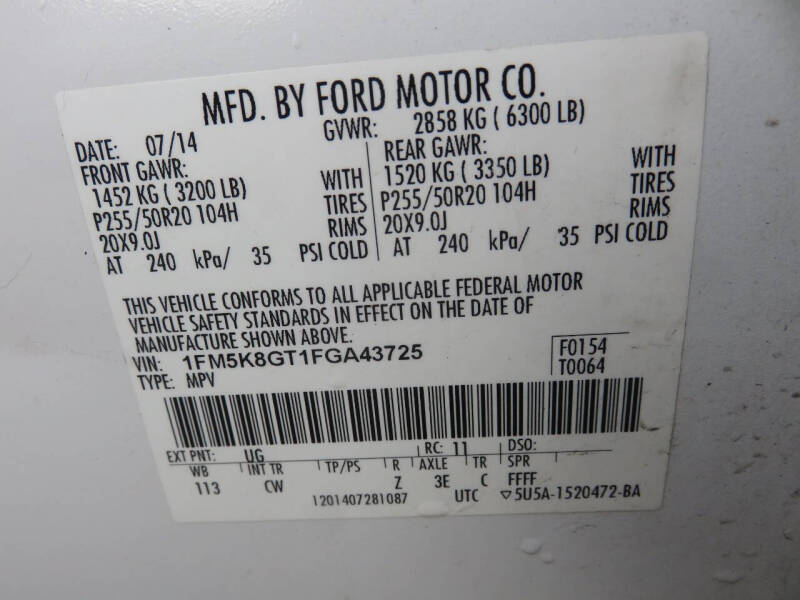 MFD. BY FORD MOTOR CO.
DATE: 07/14 GVWR: 2858 KG ( 6300 LB)
FRONT GAWR: REAR GAWR:
1452 KG ( 3200 LB) WITH 1520 KG ( 3350 LB) WITH
P255/50R20 104H TIRES P255/50R20 104H TIRES
20X9.0J RIMS 20X9.0J RIMS
AT 240 kPa/ 35 PSI COLD AT 240 kPa/ 35 PSI COLD
THIS VEHICLE CONFORMS TO ALL APPLICABLE FEDERAL MOTOR
VEHICLE SAFETY STANDARDS IN EFFECT ON THE DATE OF
MANUFACTURE SHOWN ABOVE.
VIN: 1FM5K8GT1FGA43725 F0154
TYPE: MPV T0064
EXT PNT: UG RC: 11 DSO:
WB INT TR TP/PS R AXLE TR SPR
113 CW Z 3E C FFFF
1201407281087 UTC ▽5U5A-1520472-BA